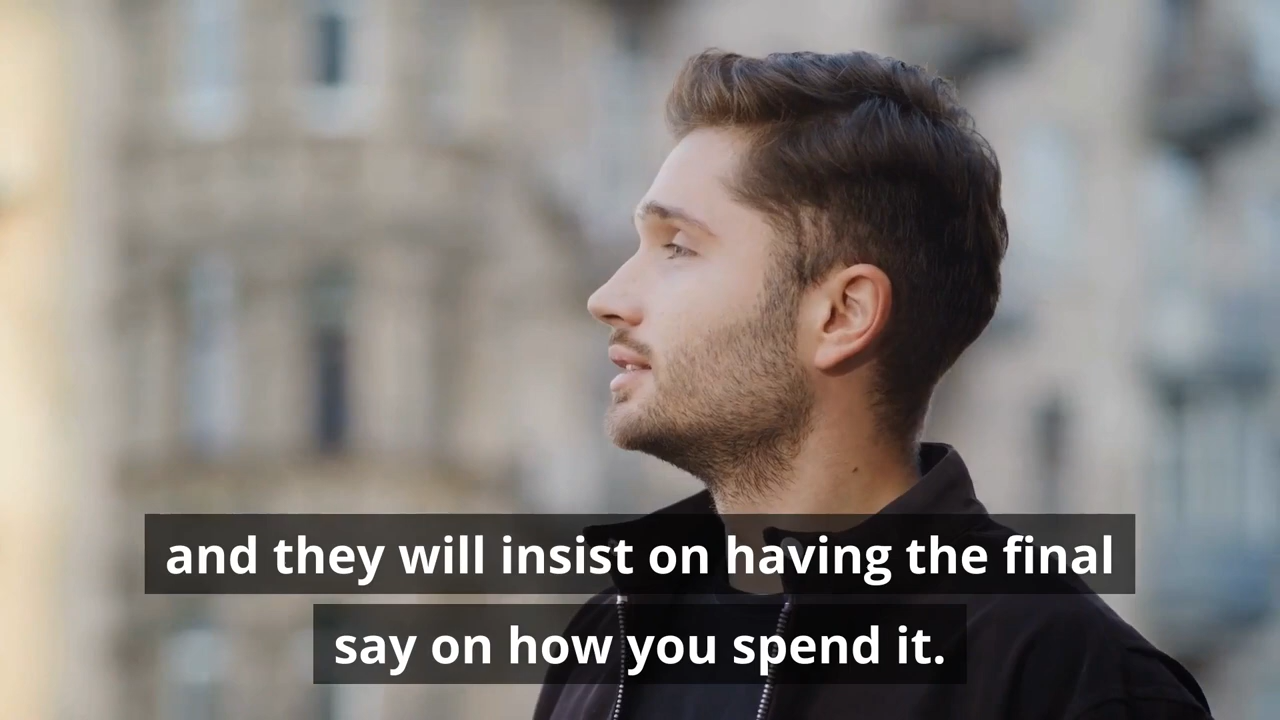 and they will insist on having the final
say on how you spend it.